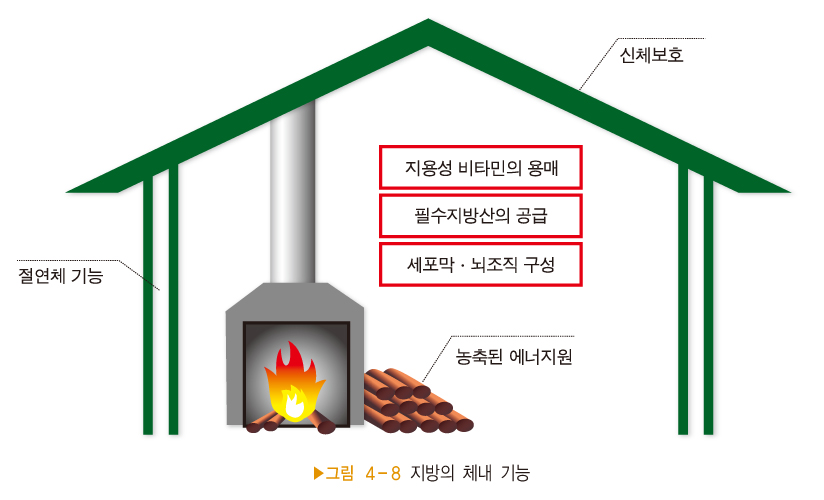 신체보호
지용성 비타민의 용매
필수지방산의 공급
세포막 · 뇌조직 구성
절연체 기능
농축된 에너지원
▶그림 4-8 지방의 체내 기능